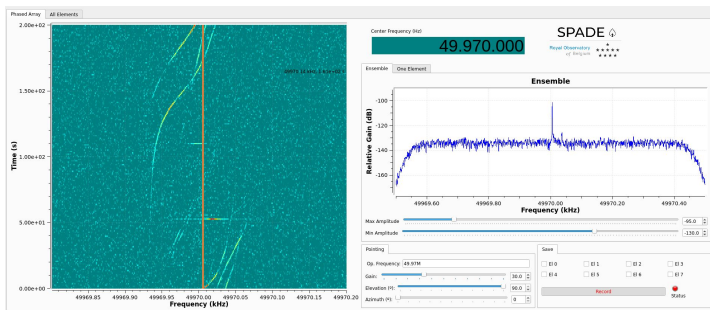 Phased Array All Elements
2.00e+02
1.50e+02
1.00e+02
5.00e+01
0.00e+00
Time (s)
49969.85 49969.90 49969.95 49970.00 49970.05 49970.10 49970.15 49970.20
Frequency (kHz)
Center Frequency (Hz)
49.970.000
SPADE
Royal Observatory
of Belgium
Ensemble One Element
Ensemble
-100
-120
-140
-160
Relative Gain (dB)
49969.60 49969.80 49970.00 49970.20 49970.40
Frequency (kHz)
Max Amplitude -95.0
Min Amplitude -130.0
Pointing
Op. Frequency: 49.97M
Gain: 30.0
Elevation (º): 90.0
Azimuth (º): 0
Save
El 0 El 1 El 2 El 3
El 4 El 5 El 6 El 7
Record
Status